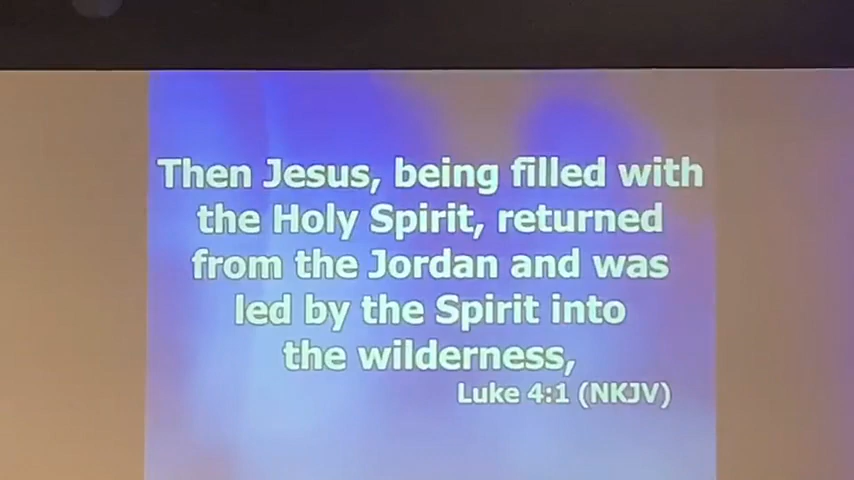 Then Jesus, being filled with
the Holy Spirit, returned
from the Jordan and was
led by the Spirit into
the wilderness,
Luke 4:1 (NKJV)